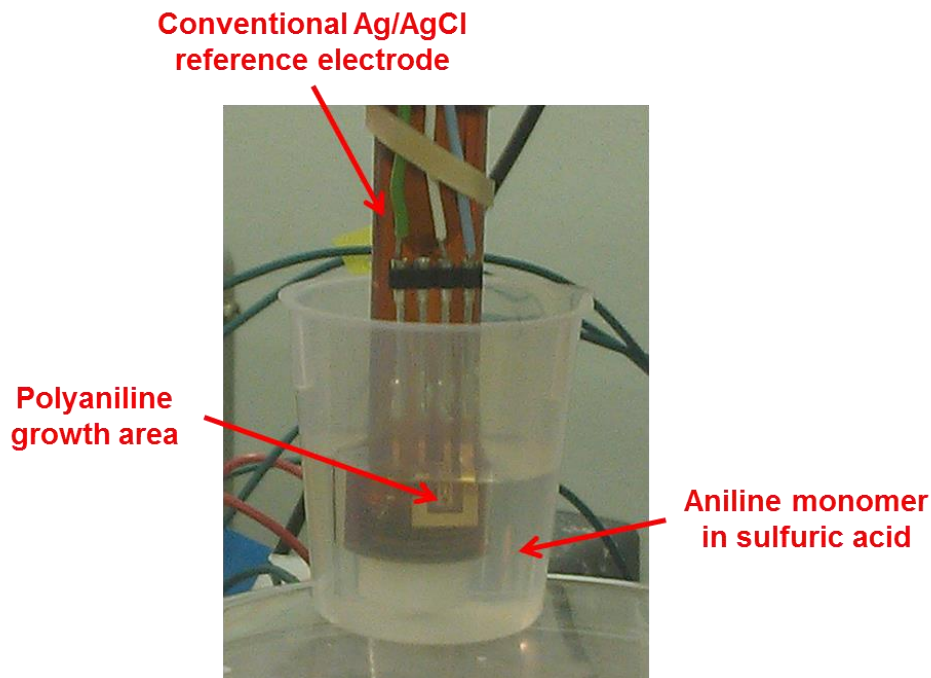 Conventional Ag/AgCl
reference electrode
Polyaniline
growth area
Aniline monomer
in sulfuric acid